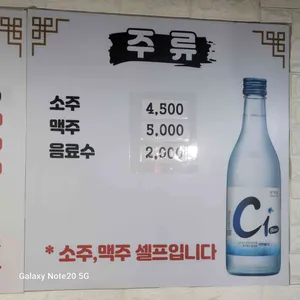 주류
소주 4,500
맥주 5,000
음료수 2,000
Ci
* 소주,맥주 셀프입니다
Galaxy Note20 5G